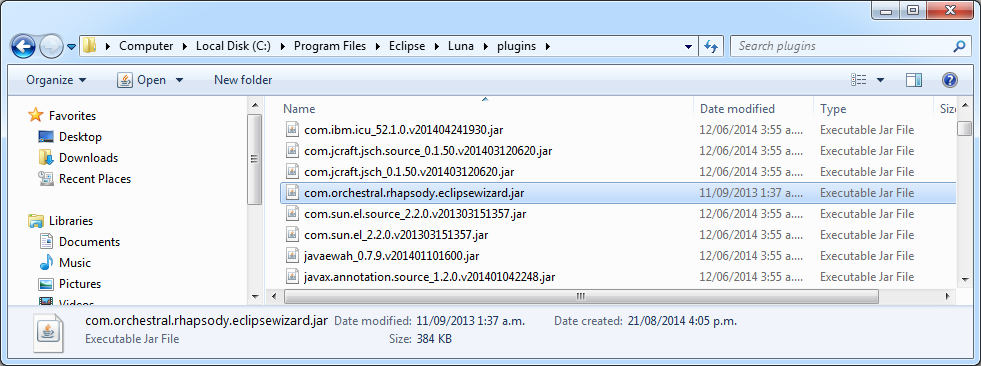 Computer Local Disk (C:) Program Files Eclipse Luna plugins Search plugins
Organize Open New folder
Favorites
Desktop
Downloads
Recent Places
Libraries
Documents
Music
Pictures
Videos
Name Date modified Type Size
com.ibm.icu_52.1.0.v201404241930.jar 12/06/2014 3:55 a.... Executable Jar File
com.jcraft.jsch.source_0.1.50.v201403120620.jar 12/06/2014 3:55 a.... Executable Jar File
com.jcraft.jsch_0.1.50.v201403120620.jar 12/06/2014 3:55 a.... Executable Jar File
com.orchestral.rhapsody.eclipsewizard.jar 11/09/2013 1:37 a.... Executable Jar File
com.sun.el.source_2.2.0.v201303151357.jar 12/06/2014 3:55 a.... Executable Jar File
com.sun.el_2.2.0.v201303151357.jar 12/06/2014 3:55 a.... Executable Jar File
javaewah_0.7.9.v201401101600.jar 12/06/2014 3:55 a.... Executable Jar File
javax.annotation.source_1.2.0.v201401042248.jar 12/06/2014 3:55 a.... Executable Jar File
com.orchestral.rhapsody.eclipsewizard.jar Date modified: 11/09/2013 1:37 a.m. Date created: 21/08/2014 4:05 p.m.
Executable Jar File Size: 384 KB